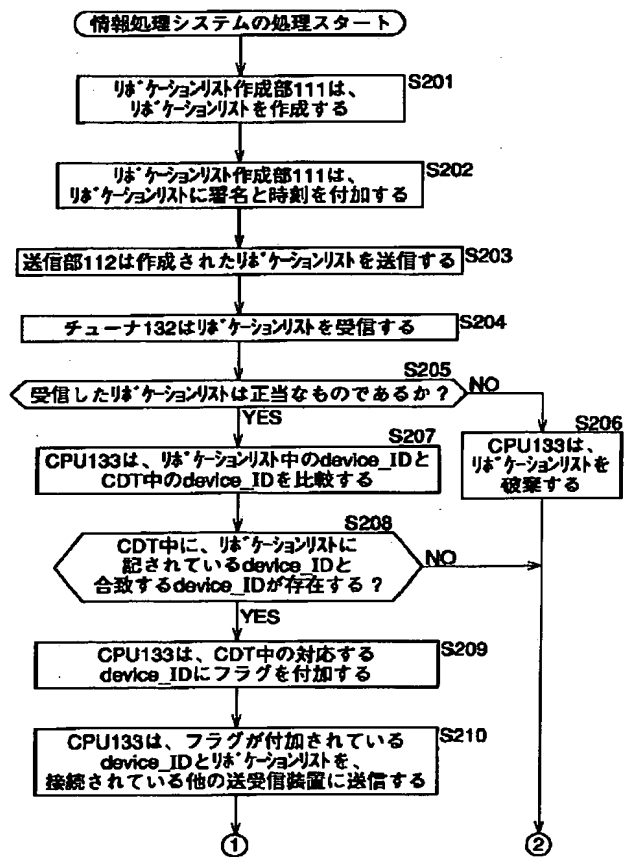 情報処理システムの処理スタート
S201
リボケーションリスト作成部111は、
リボケーションリストを作成する
S202
リボケーションリスト作成部111は、
リボケーションリストに署名と時刻を付加する
送信部112は作成されたリボケーションリストを送信する
S203
チューナ132はリボケーションリストを受信する
S204
S205
受信したリボケーションリストは正当なものであるか？
NO
YES
S206
CPU133は、
リボケーションリストを
破棄する
S207
CPU133は、リボケーションリスト中のdevice_IDと
CDT中のdevice_IDを比較する
S208
CDT中に、リボケーションリストに
記されているdevice_IDと
合致するdevice_IDが存在する？
NO
YES
S209
CPU133は、CDT中の対応する
device_IDにフラグを付加する
S210
CPU133は、フラグが付加されている
device_IDとリボケーションリストを、
接続されている他の送受信装置に送信する
①
②